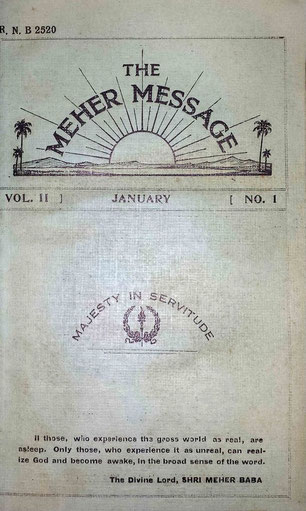 R. N. B 2520
THE
MEHER MESSAGE
VOL. II ] JANUARY [ NO. 1
MAJESTY IN SERVITUDE
ll those, who experience the gross world as real, are
asleep. Only those, who experience it as unreal, can real-
ize God and become awake, in the broad sense of the word.
The Divine Lord, SHRI MEHER BABA